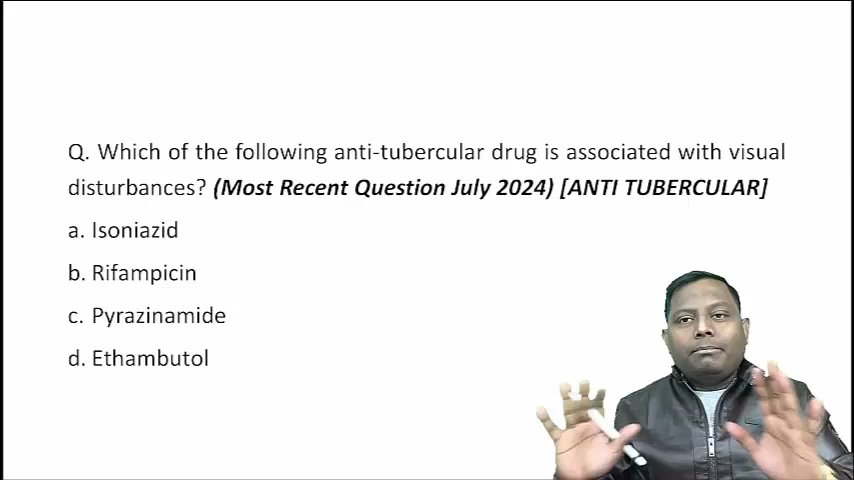 Q. Which of the following anti-tubercular drug is associated with visual
disturbances? (Most Recent Question July 2024) [ANTI TUBERCULAR]
a. Isoniazid
b. Rifampicin
c. Pyrazinamide
d. Ethambutol